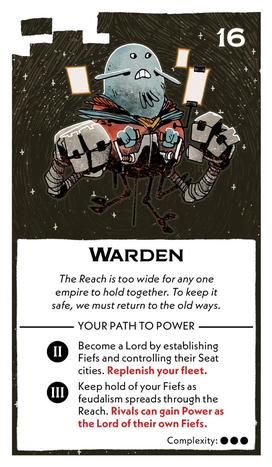 16
WARDEN
The Reach is too wide for any one
empire to hold together. To keep it
safe, we must return to the old ways.
YOUR PATH TO POWER
II Become a Lord by establishing
Fiefs and controlling their Seat
cities. Replenish your fleet.
III Keep hold of your Fiefs as
feudalism spreads through the
Reach. Rivals can gain Power as
the Lord of their own Fiefs.
Complexity: ●●●